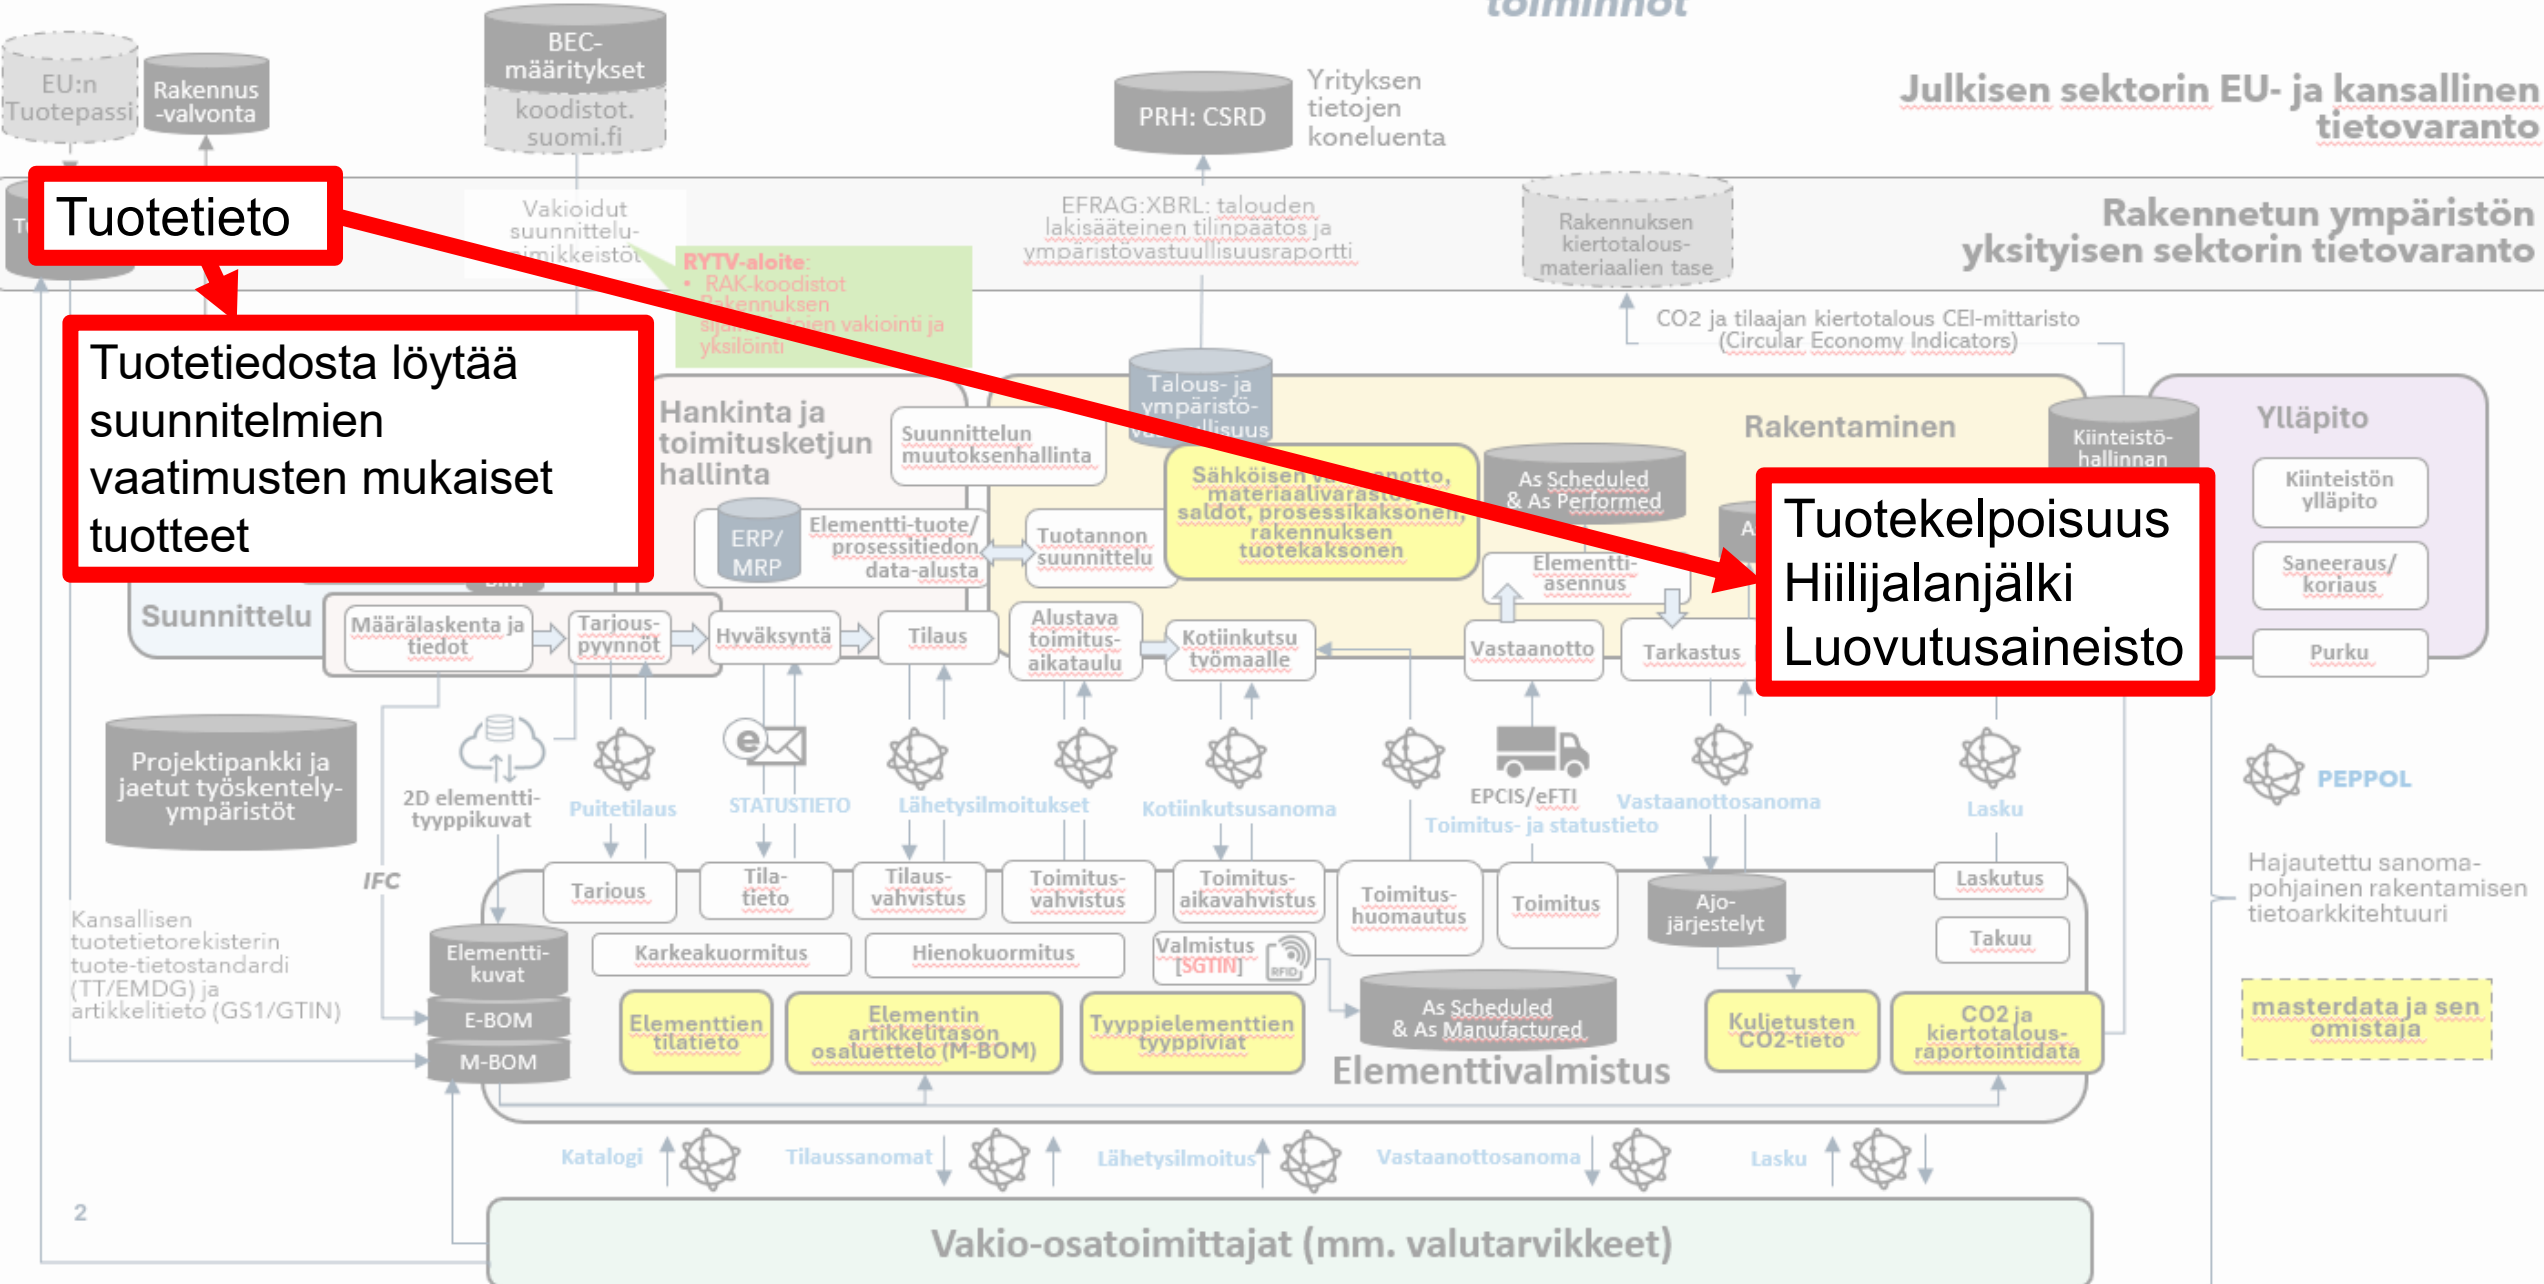 toiminnot
EU:n
Tuotepassi
Rakennus
-valvonta
BEC-
määritykset
koodistot.
suomi.fi
PRH: CSRD
Yrityksen
tietojen
koneluenta
Julkisen sektorin EU- ja kansallinen
tietovaranto
Tuotetieto
Vakioidut
suunnittelu-
nimikkeistöt
RYTV-aloite:
• RAK-koodistot
Rakennuksen
vakiointi ja
yksilöinti
EFRAG:XBRL: talouden
lakisääteinen tilinpäätös ja
ympäristövastuullisuusraportti
Rakennuksen
kiertotalous-
materiaalien tase
Rakennetun ympäristön
yksityisen sektorin tietovaranto
CO2 ja tilaajan kiertotalous CEI-mittaristo
(Circular Economy Indicators)
Tuotetiedosta löytää
suunnitelmien
vaatimusten mukaiset
tuotteet
Hankinta ja
toimitusketjun
hallinta
Suunnittelun
muutoksenhallinta
Talous- ja
ympäristö-
Rakentaminen
Kiinteistö-
hallinnan
Ylläpito
Kiinteistön
ylläpito
Saneeraus/
korjaus
Purku
ERP/
MRP
Elementti-tuote/
prosessitiedon
data-alusta
Tuotannon
suunnittelu
Sähköisen
saldot, prosessikaksonen,
rakennuksen
tuotekaksonen
As Scheduled
& As Performed
Elementti-
asennus
Tuotekelpoisuus
Hiilijalanjälki
Luovutusaineisto
Suunnittelu
Määrälaskenta ja
tiedot
Tarjous-
pyynnöt
Hyväksyntä
Tilaus
Alustava
toimitus-
aikataulu
Kotiinkutsu
työmaalle
Vastaanotto
Tarkastus
Projektipankki ja
jaetut työskentely-
ympäristöt
2D elementti-
tyyppikuvat
Puitetilaus
STATUSTIETO
Lähetysilmoitukset
Kotiinkutsusanoma
EPCIS/eFTI
Toimitus- ja statustieto
Vastaanottosanoma
Lasku
PEPPOL
IFC
Tarjous
Tila-
tieto
Tilaus-
vahvistus
Toimitus-
vahvistus
Toimitus-
aikavahvistus
Toimitus-
huomautus
Toimitus
Ajo-
järjestelyt
Laskutus
Takuu
Hajautettu sanoma-
pohjainen rakentamisen
tietoarkkitehtuuri
Kansallisen
tuotetietorekisterin
tuote-tietostandardi
(TT/EMDG) ja
artikkelitieto (GS1/GTIN)
Elementti-
kuvat
E-BOM
M-BOM
Karkeakuormitus
Hienokuormitus
Valmistus
[SGTIN]
RFID
Elementtien
tilatieto
Elementin
artikkelitason
osaluettelo (M-BOM)
Tyyppielementtien
tyyppiviat
As Scheduled
& As Manufactured
Elementtivalmistus
Kuljetusten
CO2-tieto
CO2 ja
kiertotalous-
raportointidata
masterdata ja sen
omistaja
Katalogi
Tilaussanomat
Lähetysilmoitus
Vastaanottosanoma
Lasku
2
Vakio-osatoimittajat (mm. valutarvikkeet)